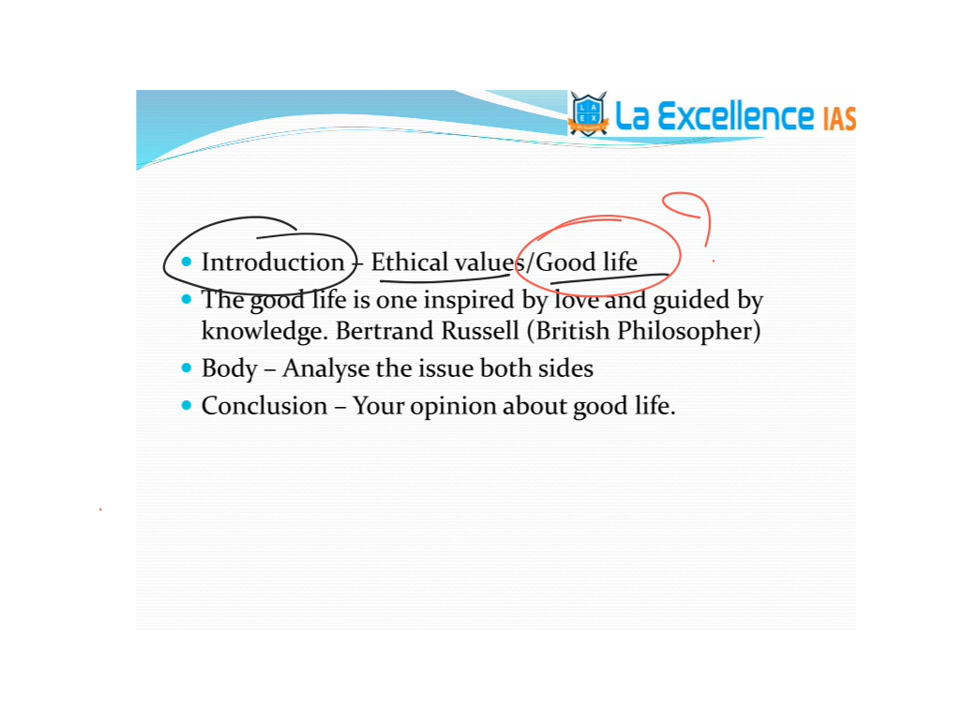 La Excellence IAS
L A
E X
• Introduction – Ethical values/Good life
• The good life is one inspired by love and guided by
knowledge. Bertrand Russell (British Philosopher)
• Body – Analyse the issue both sides
• Conclusion – Your opinion about good life.